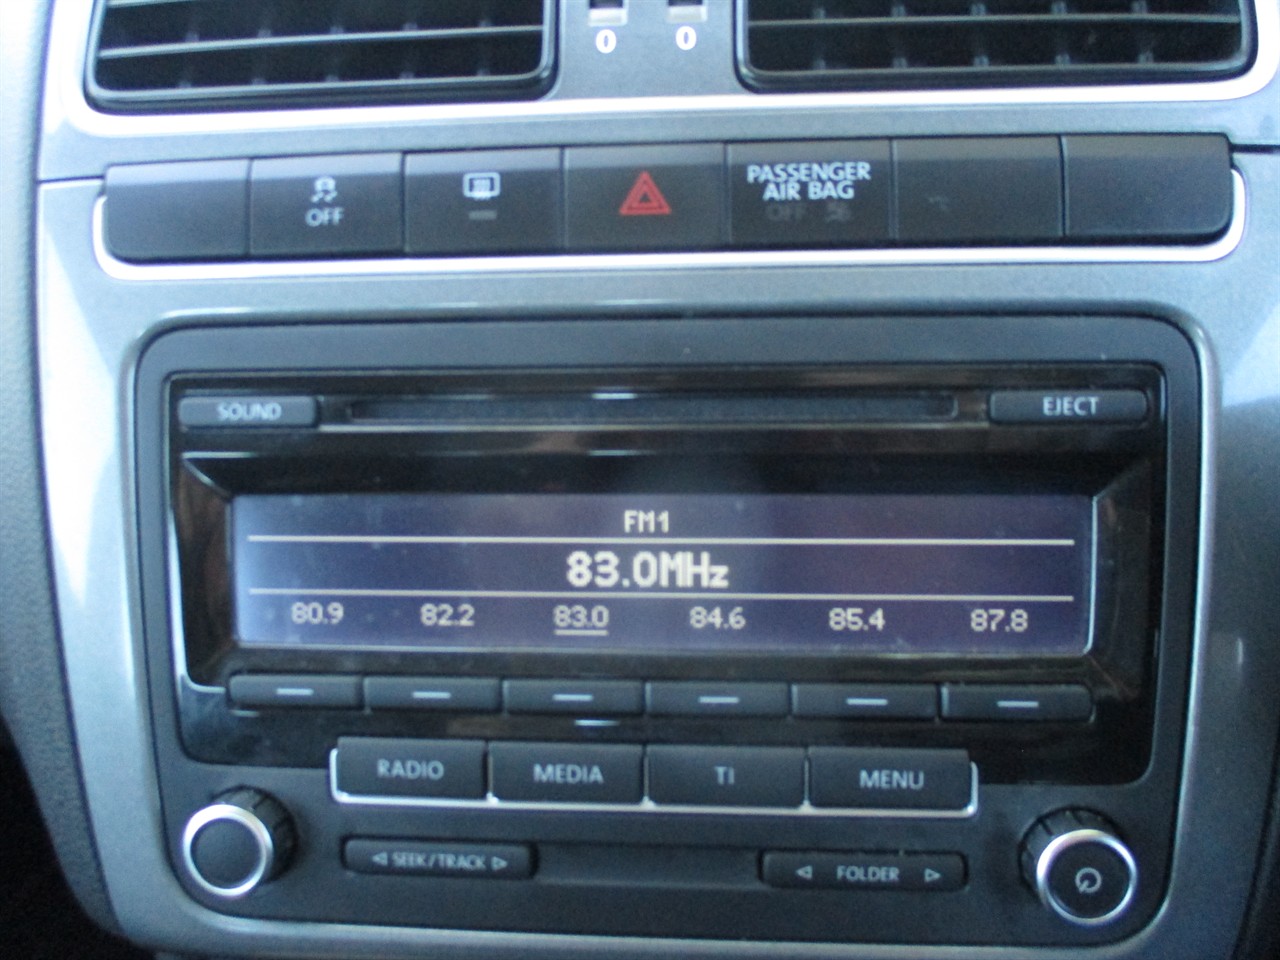 0 0
OFF
PASSENGER
AIR BAG
OFF
SOUND
EJECT
FM1
83.0MHz
80.9 82.2 83.0 84.6 85.4 87.8
RADIO MEDIA TI MENU
SEEK/TRACK
FOLDER